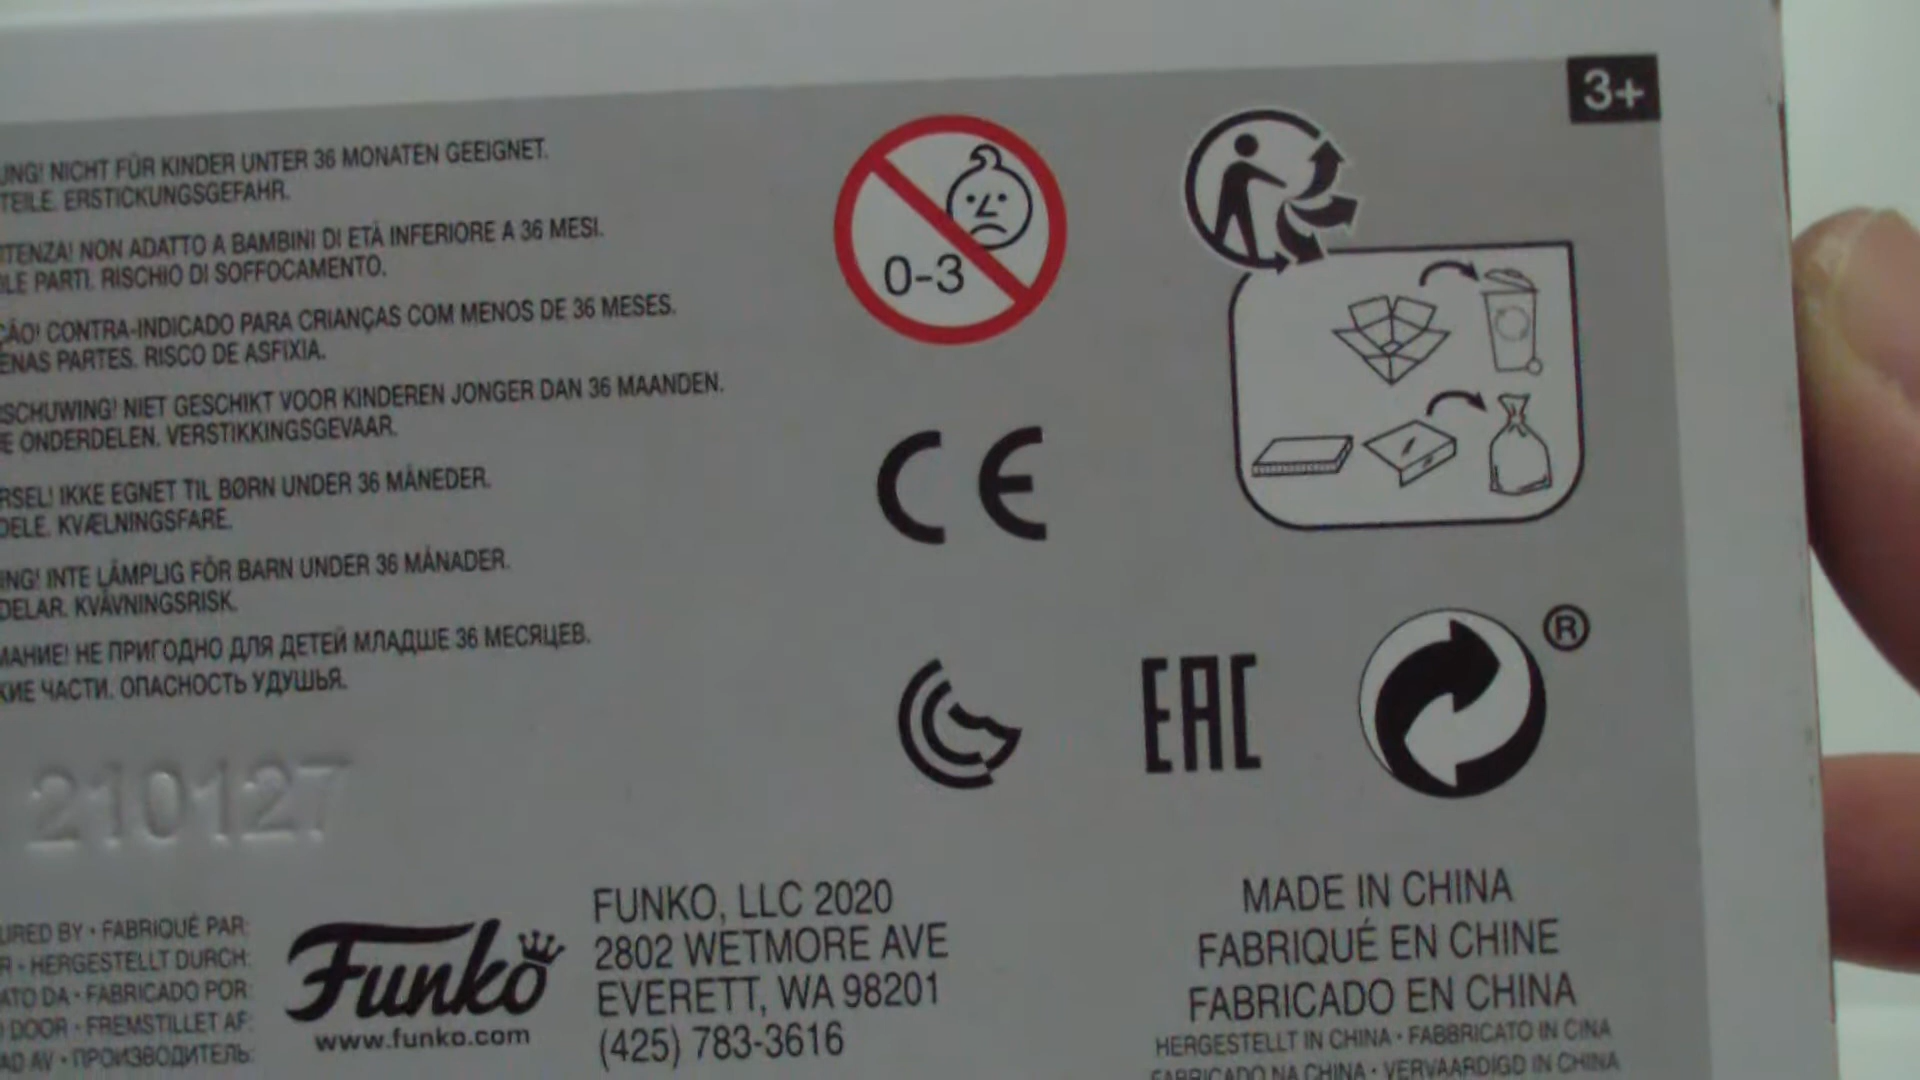 3+
UNG! NICHT FÜR KINDER UNTER 36 MONATEN GEEIGNET.
TEILE. ERSTICKUNGSGEFAHR.
TENZA! NON ADATTO A BAMBINI DI ETÀ INFERIORE A 36 MESI.
LE PARTI. RISCHIO DI SOFFOCAMENTO.
ÇÃO! CONTRA-INDICADO PARA CRIANÇAS COM MENOS DE 36 MESES.
ENAS PARTES. RISCO DE ASFIXIA.
SCHUWING! NIET GESCHIKT VOOR KINDEREN JONGER DAN 36 MAANDEN.
E ONDERDELEN. VERSTIKKINGSGEVAAR.
RSEL! IKKE EGNET TIL BØRN UNDER 36 MÅNEDER.
DELE. KVÆLNINGSFARE.
ING! INTE LÄMPLIG FÖR BARN UNDER 36 MÅNADER.
DELAR. KVÄVNINGSRISK.
МАНИЕ! НЕ ПРИГОДНО ДЛЯ ДЕТЕЙ МЛАДШЕ 36 МЕСЯЦЕВ.
КИЕ ЧАСТИ. ОПАСНОСТЬ УДУШЬЯ.
0-3
CE
EAC
®
210127
URED BY • FABRIQUÉ PAR:
R • HERGESTELLT DURCH:
ATO DA • FABRICADO POR:
DOOR • FREMSTILLET AF:
AD AV • ПРОИЗВОДИТЕЛЬ:
Funko
www.funko.com
FUNKO, LLC 2020
2802 WETMORE AVE
EVERETT, WA 98201
(425) 783-3616
MADE IN CHINA
FABRIQUÉ EN CHINE
FABRICADO EN CHINA
HERGESTELLT IN CHINA • FABBRICATO IN CINA
FABRICADO NA CHINA • VERVAARDIGD IN CHINA